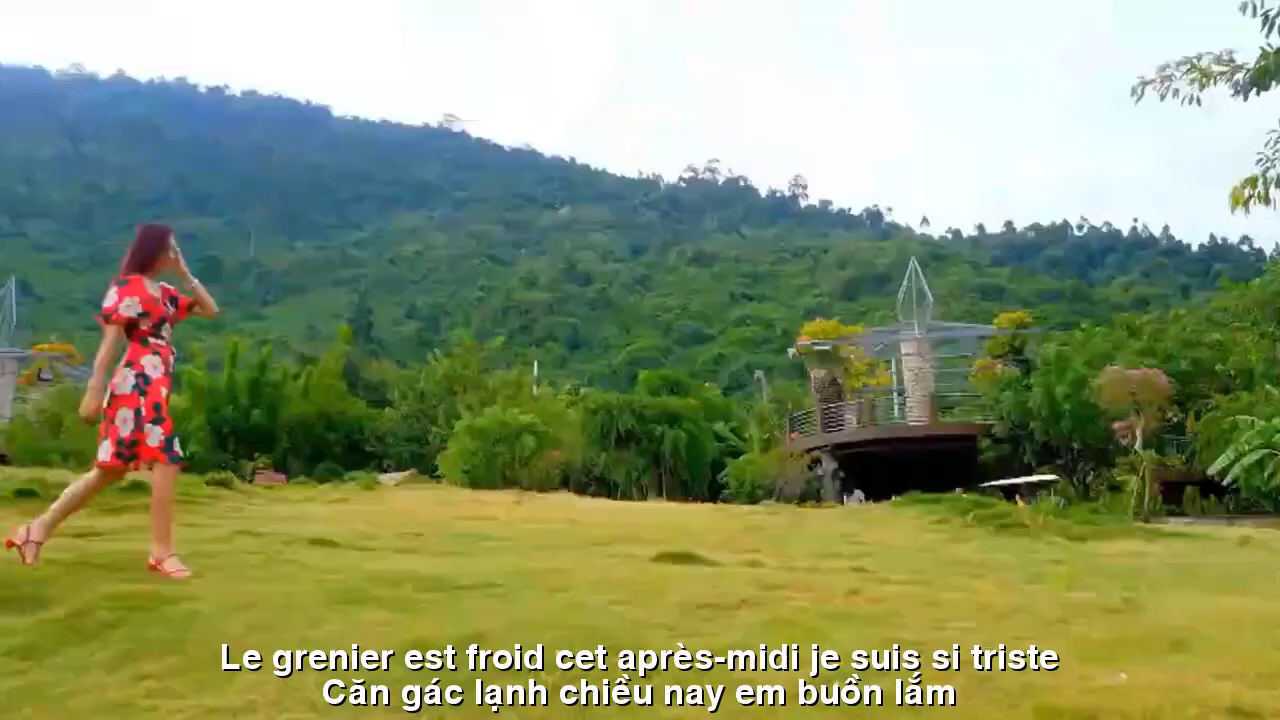 Le grenier est froid cet après-midi je suis si triste
Căn gác lạnh chiều nay em buồn lắm